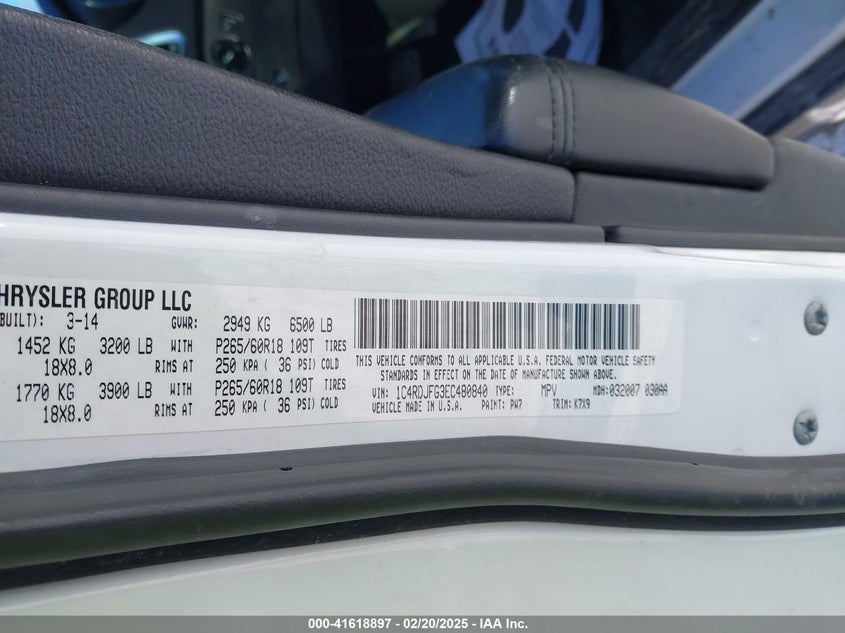 HRYSLER GROUP LLC
BUILT): 3-14 GVWR: 2949 KG 6500 LB
1452 KG 3200 LB WITH P265/60R18 109T TIRES
18X8.0 RIMS AT 250 KPA ( 36 PSI) COLD
1770 KG 3900 LB WITH P265/60R18 109T TIRES
18X8.0 RIMS AT 250 KPA ( 36 PSI) COLD
THIS VEHICLE CONFORMS TO ALL APPLICABLE U.S.A. FEDERAL MOTOR VEHICLE SAFETY
STANDARDS IN EFFECT ON THE DATE OF MANUFACTURE SHOWN ABOVE.
VIN: 1C4RDJFG3EC480840 TYPE: MPV MDH:032007 030AA
VEHICLE MADE IN U.S.A. PAINT: PW7 TRIM: K7X9
000-41618897 — 02/20/2025 — IAA Inc.